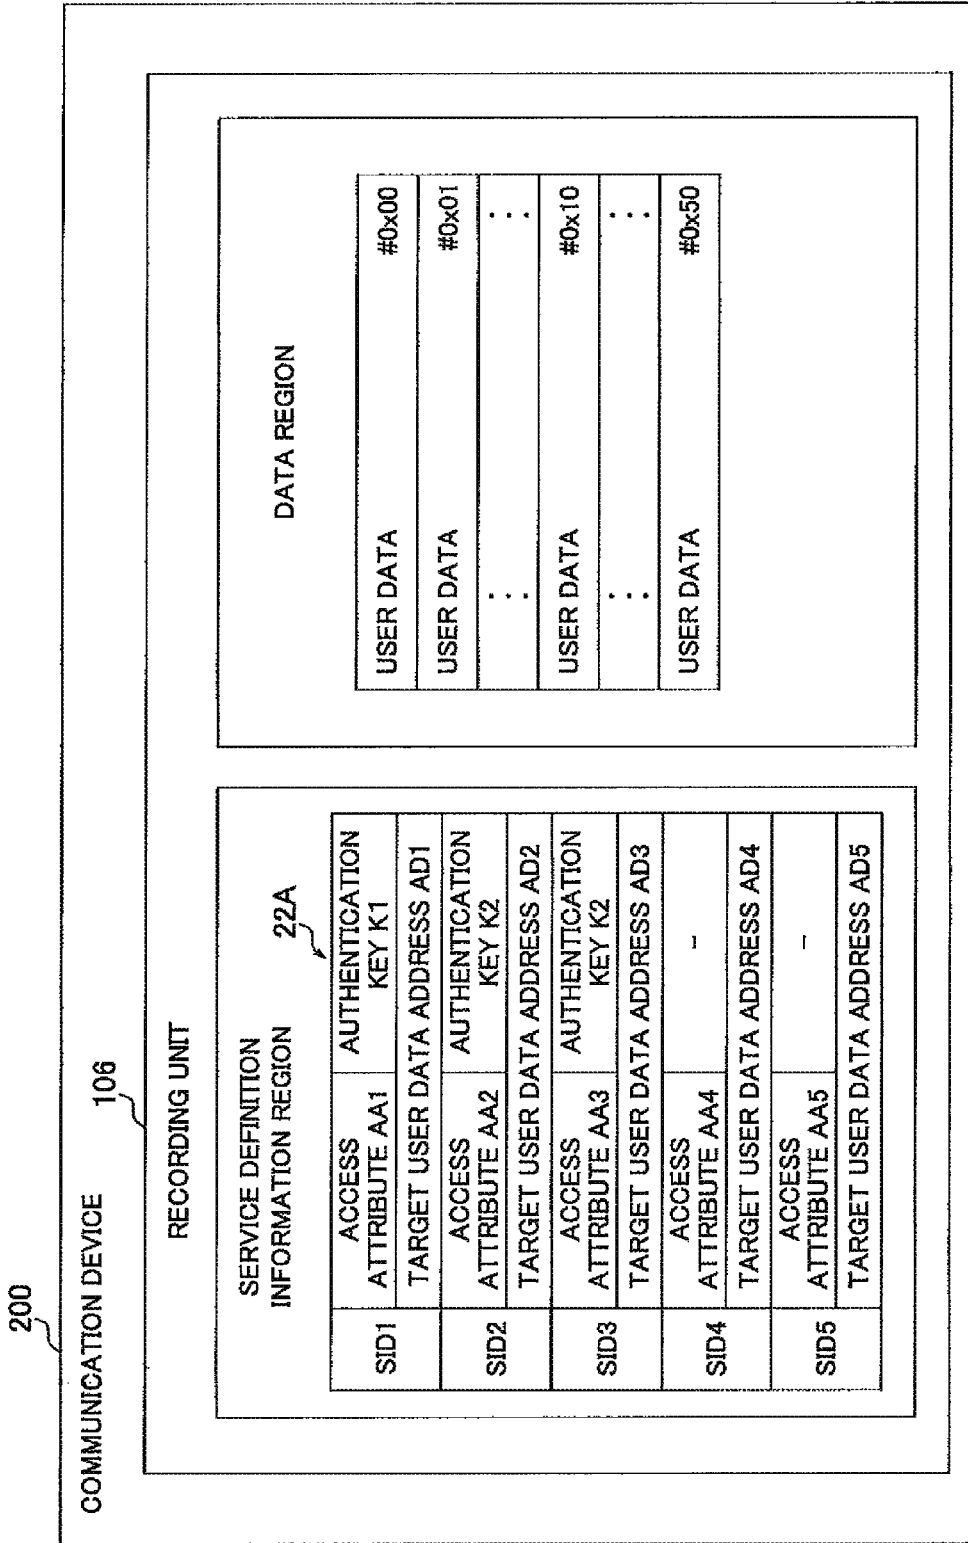 200
COMMUNICATION DEVICE
106
RECORDING UNIT
SERVICE DEFINITION
INFORMATION REGION
22A
SID1
ACCESS
ATTRIBUTE AA1
AUTHENTICATION
KEY K1
TARGET USER DATA ADDRESS AD1
SID2
ACCESS
ATTRIBUTE AA2
AUTHENTICATION
KEY K2
TARGET USER DATA ADDRESS AD2
SID3
ACCESS
ATTRIBUTE AA3
AUTHENTICATION
KEY K2
TARGET USER DATA ADDRESS AD3
SID4
ACCESS
ATTRIBUTE AA4
–
TARGET USER DATA ADDRESS AD4
SID5
ACCESS
ATTRIBUTE AA5
–
TARGET USER DATA ADDRESS AD5
DATA REGION
USER DATA #0x00
USER DATA #0x01
... ...
USER DATA #0x10
... ...
USER DATA #0x50